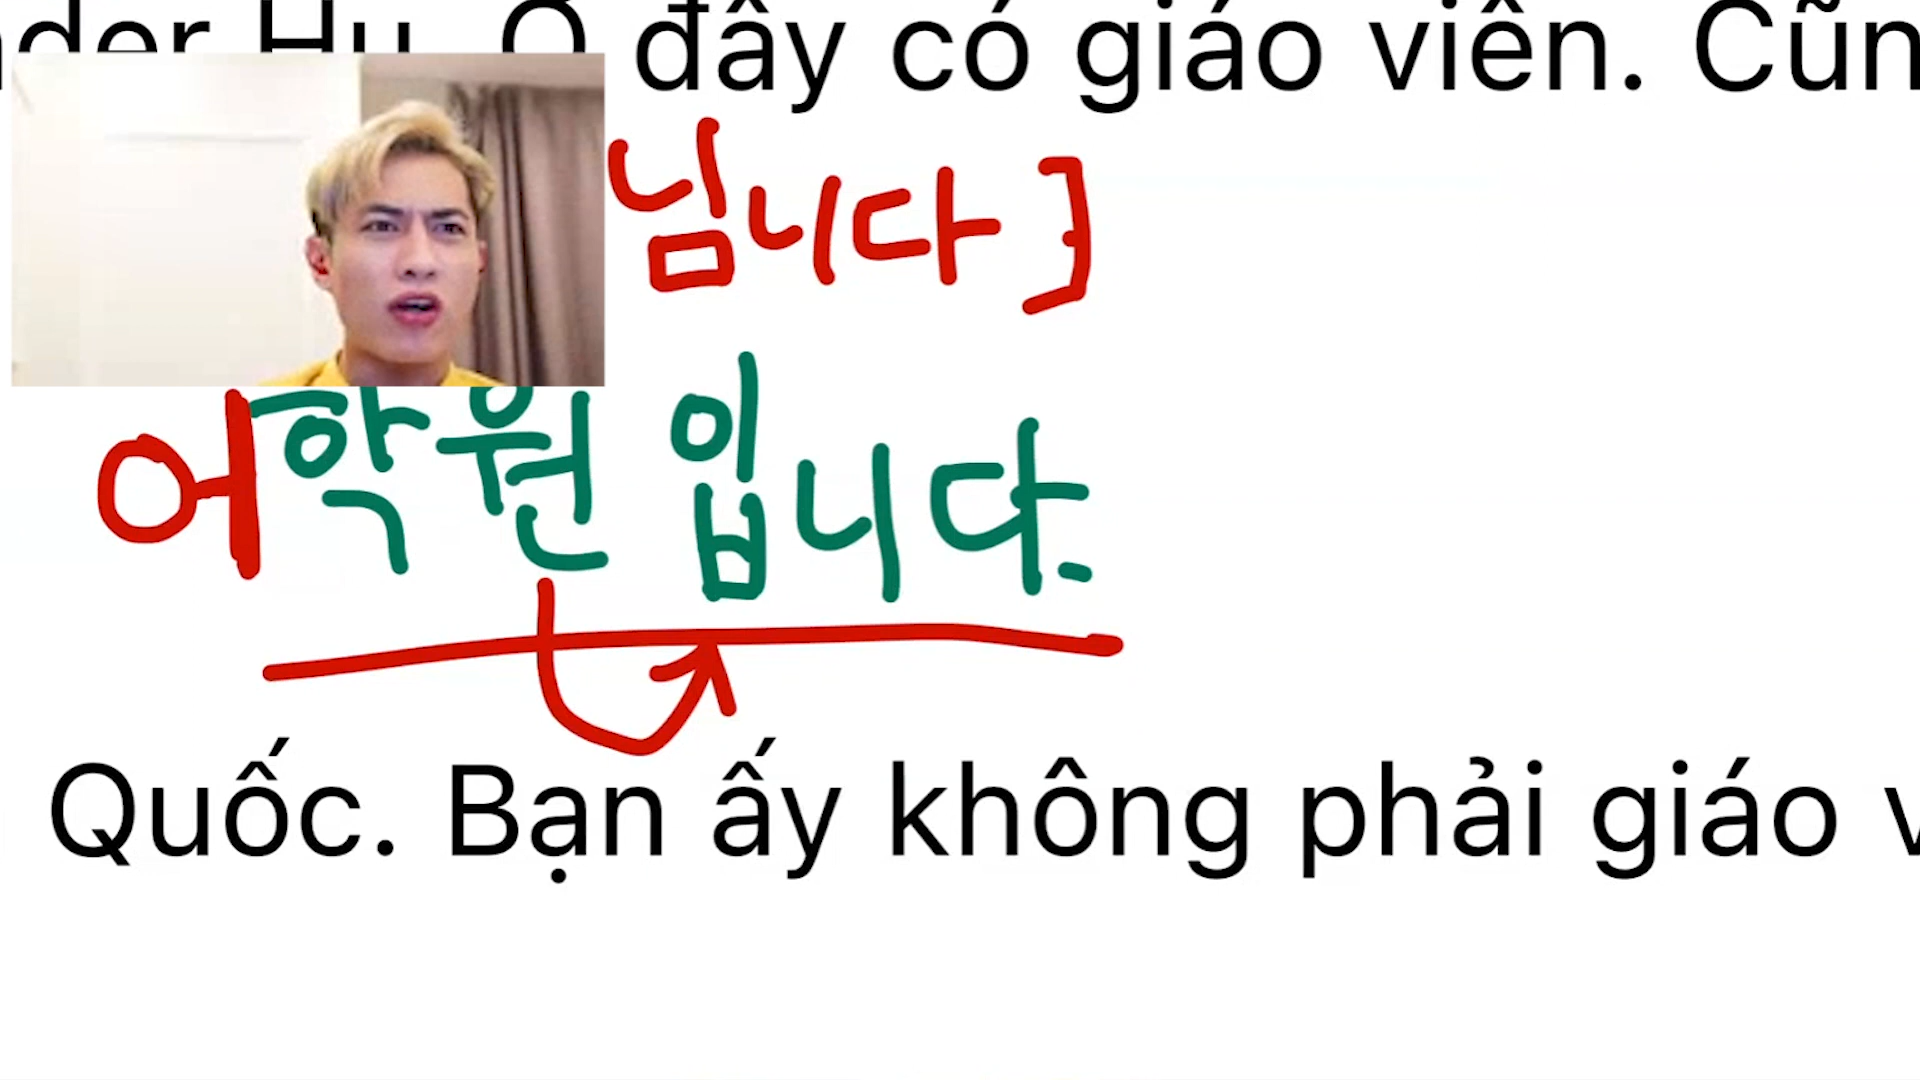 Hu. Ở đây có giáo viên.
님니다]
어학원 입니다.
Quốc. Bạn ấy không phải giáo